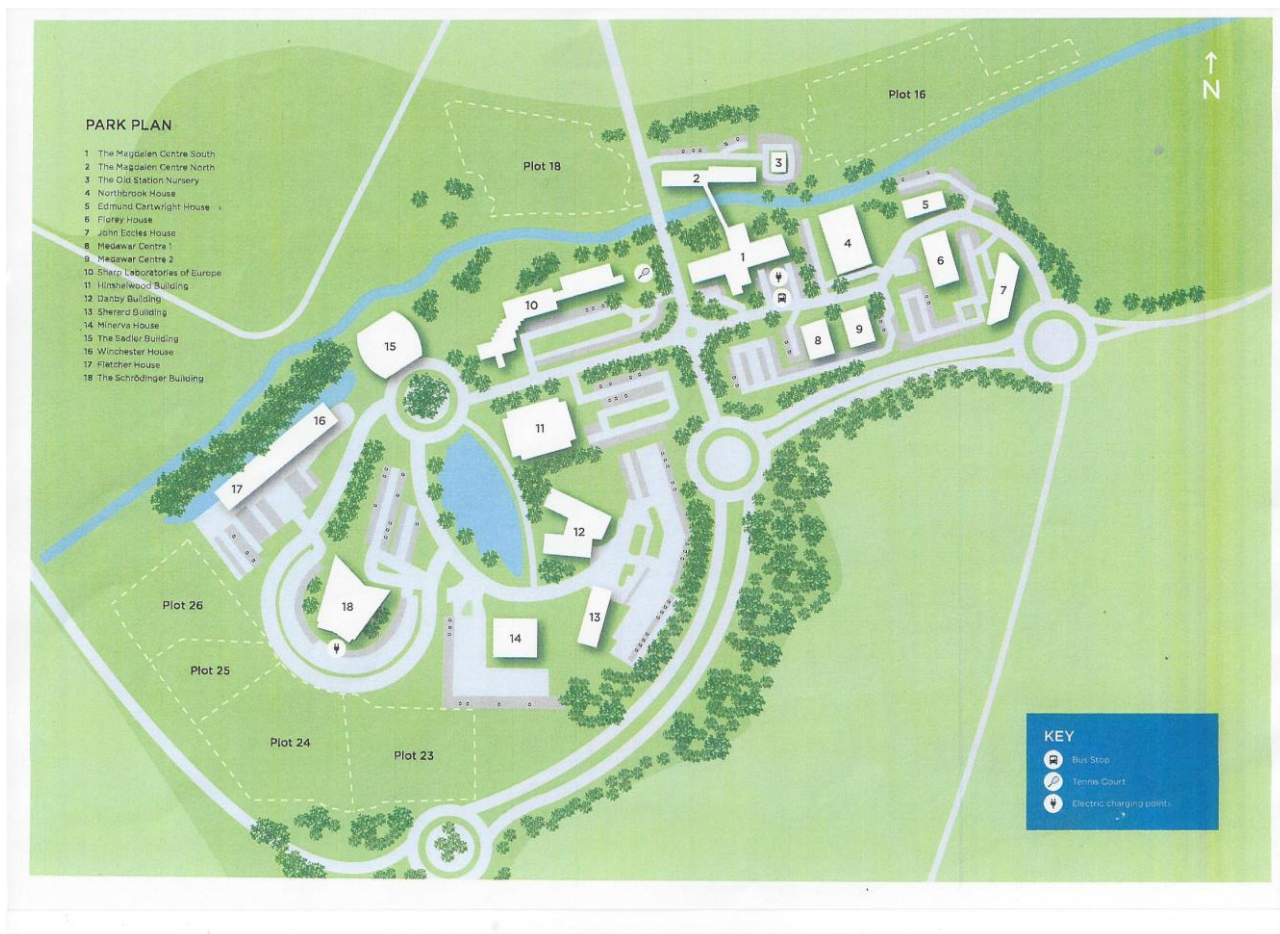 PARK PLAN
1 The Magdalen Centre South
2 The Magdalen Centre North
3 The Old Station Nursery
4 Northbrook House
5 Edmund Cartwright House
6 Florey House
7 John Eccles House
8 Medawar Centre 1
9 Medawar Centre 2
10 Sharp Laboratories of Europe
11 Hinshelwood Building
12 Danby Building
13 Sherard Building
14 Minerva House
15 The Sadler Building
16 Winchester House
17 Fletcher House
18 The Schrödinger Building
N
Plot 16
Plot 18
3
2
5
1
4
6
7
10
8
9
15
16
11
17
12
18
13
14
Plot 26
Plot 25
Plot 24
Plot 23
KEY
Bus Stop
Tennis Court
Electric charging points